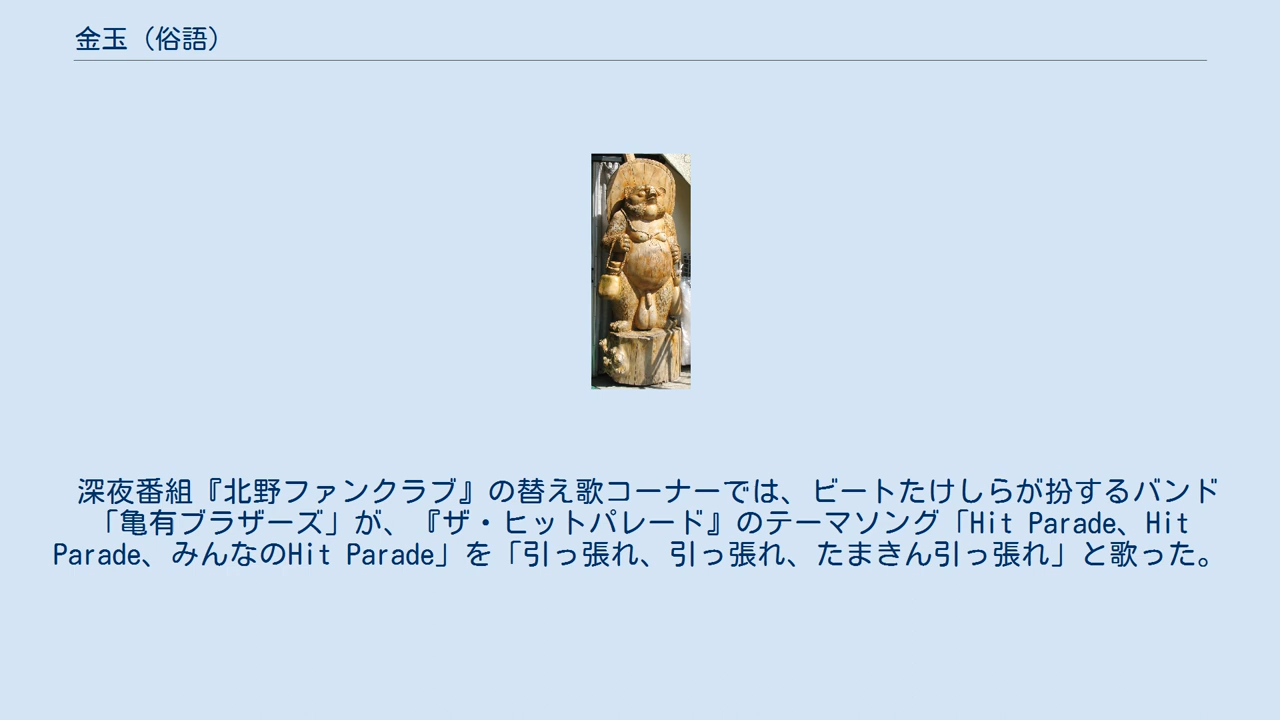 金玉（俗語）
深夜番組『北野ファンクラブ』の替え歌コーナーでは、ビートたけしらが扮するバンド
「亀有ブラザーズ」が、『ザ・ヒットパレード』のテーマソング「Hit Parade、Hit
Parade、みんなのHit Parade」を「引っ張れ、引っ張れ、たまきん引っ張れ」と歌った。